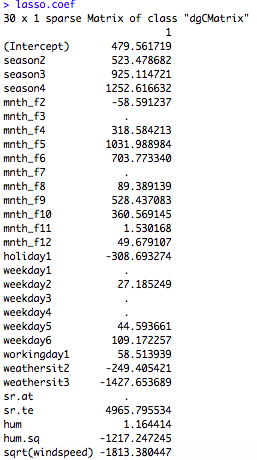 > lasso.coef
30 x 1 sparse Matrix of class "dgCMatrix"
1
(Intercept) 479.561719
season2 523.478682
season3 925.114721
season4 1252.616632
mnth_f2 -58.591237
mnth_f3 .
mnth_f4 318.584213
mnth_f5 1031.988984
mnth_f6 703.773340
mnth_f7 .
mnth_f8 89.389139
mnth_f9 528.437083
mnth_f10 360.569145
mnth_f11 1.530168
mnth_f12 49.679107
holiday1 -308.693274
weekday1 .
weekday2 27.185249
weekday3 .
weekday4 .
weekday5 44.593661
weekday6 109.172257
workingday1 58.513939
weathersit2 -249.405421
weathersit3 -1427.653689
sr.at .
sr.te 4965.795534
hum 1.164414
hum.sq -1217.247245
sqrt(windspeed) -1813.380447